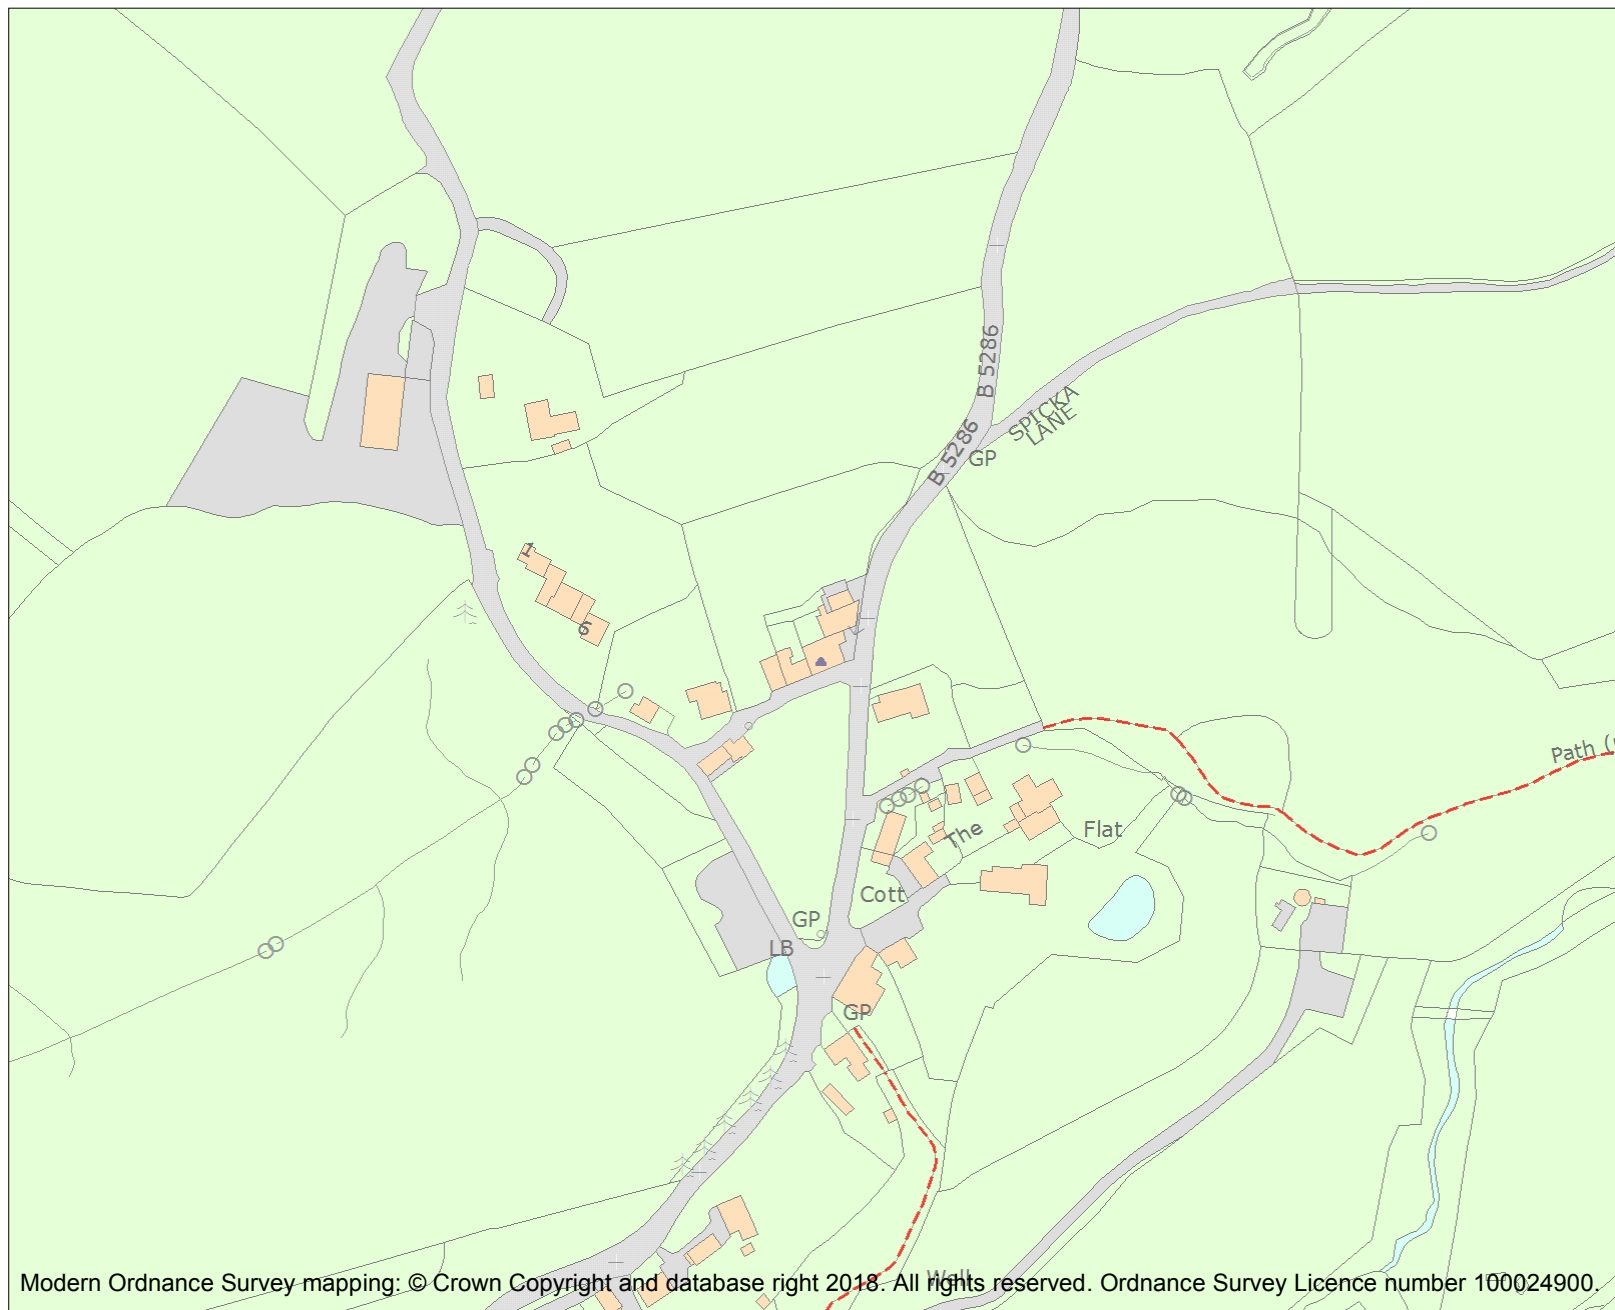 B 5286
SPICKA
LANE
B 5286
GP
1
6
Path
The
Flat
Cott
GP
LB
GP
Well
Modern Ordnance Survey mapping: © Crown Copyright and database right 2018. All rights reserved. Ordnance Survey Licence number 100024900.